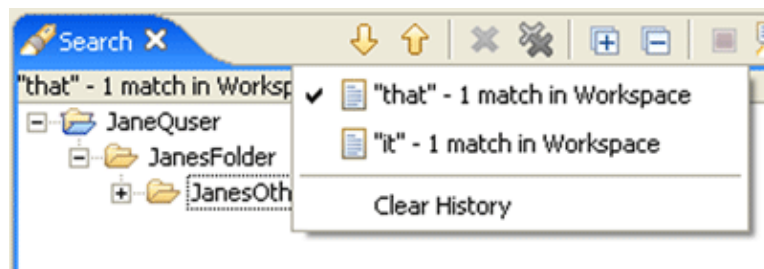 Search
"that" - 1 match in Worksp
"that" - 1 match in Workspace
JaneQuser
"it" - 1 match in Workspace
JanesFolder
JanesOth
Clear History